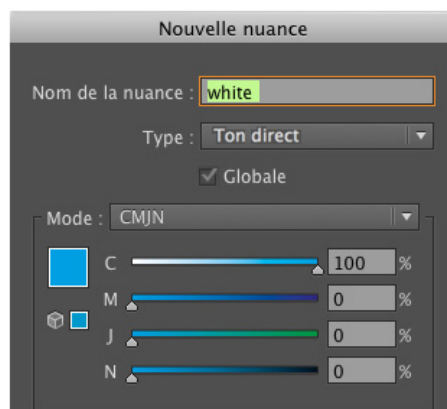 Nouvelle nuance
Nom de la nuance : white
Type : Ton direct
Globale
Mode : CMJN
C 100 %
M 0 %
J 0 %
N 0 %